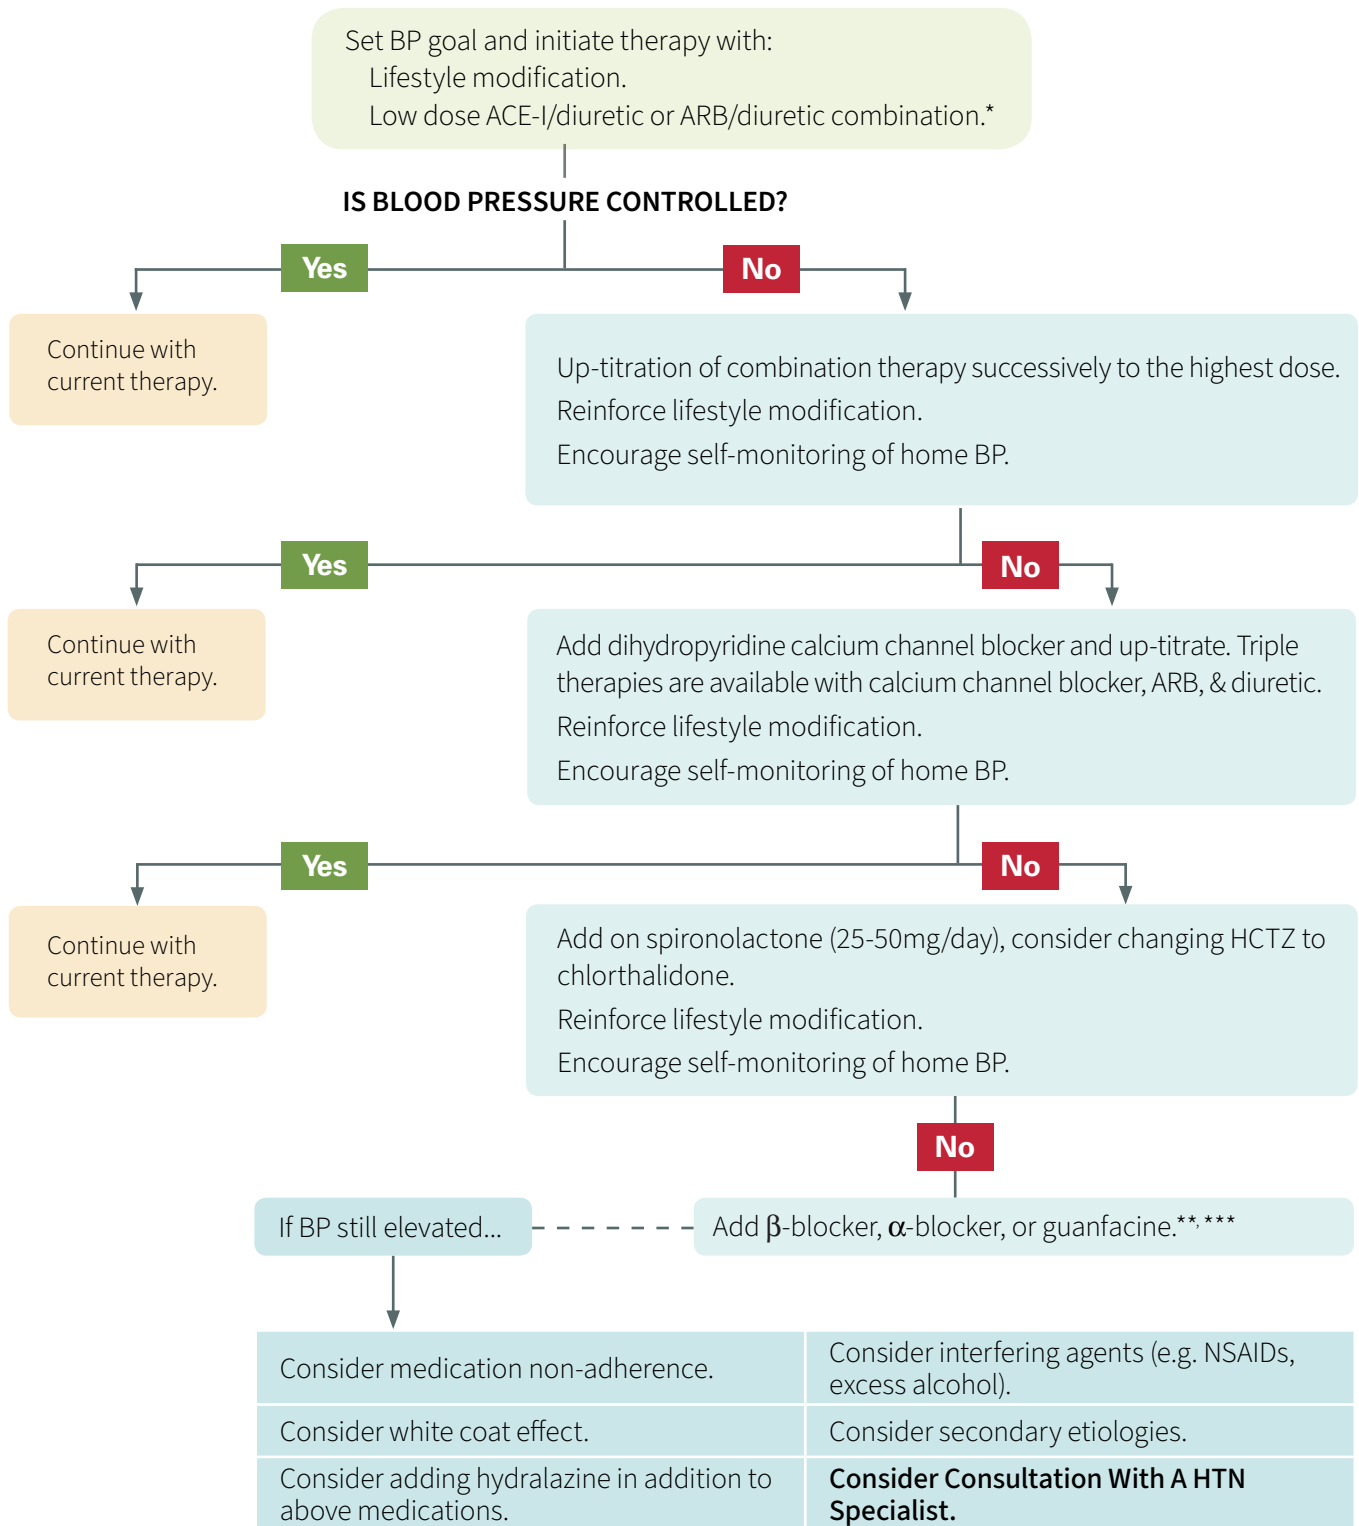 Set BP goal and initiate therapy with:
Lifestyle modification.
Low dose ACE-I/diuretic or ARB/diuretic combination.*
IS BLOOD PRESSURE CONTROLLED?
Yes
No
Continue with
current therapy.
Up-titration of combination therapy successively to the highest dose.
Reinforce lifestyle modification.
Encourage self-monitoring of home BP.
Yes
No
Continue with
current therapy.
Add dihydropyridine calcium channel blocker and up-titrate. Triple
therapies are available with calcium channel blocker, ARB, & diuretic.
Reinforce lifestyle modification.
Encourage self-monitoring of home BP.
Yes
No
Continue with
current therapy.
Add on spironolactone (25-50mg/day), consider changing HCTZ to
chlorthalidone.
Reinforce lifestyle modification.
Encourage self-monitoring of home BP.
No
If BP still elevated...
Add β-blocker, α-blocker, or guanfacine.**, ***
Consider medication non-adherence.
Consider interfering agents (e.g. NSAIDs,
excess alcohol).
Consider white coat effect.
Consider secondary etiologies.
Consider adding hydralazine in addition to
above medications.
Consider Consultation With A HTN
Specialist.